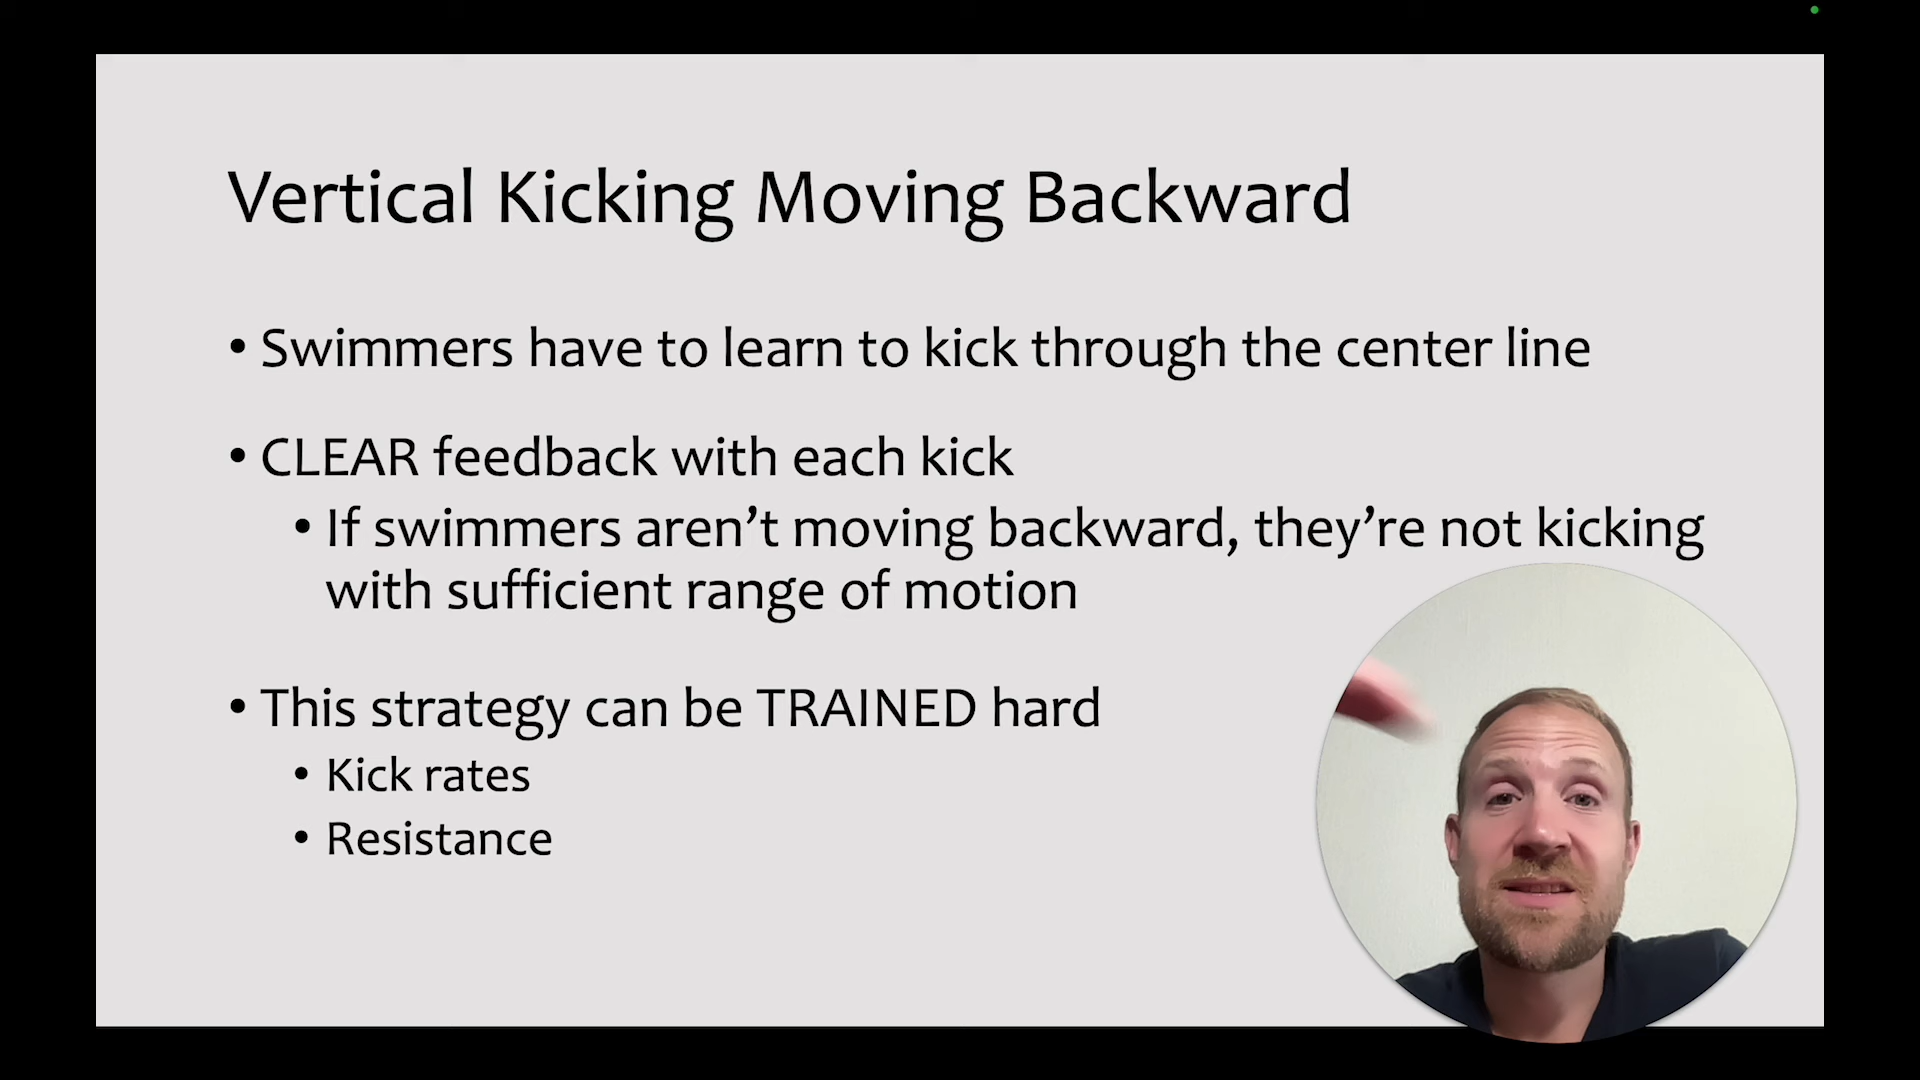 Vertical Kicking Moving Backward
• Swimmers have to learn to kick through the center line
• CLEAR feedback with each kick
• If swimmers aren’t moving backward, they’re not kicking
with sufficient range of motion
• This strategy can be TRAINED hard
• Kick rates
• Resistance